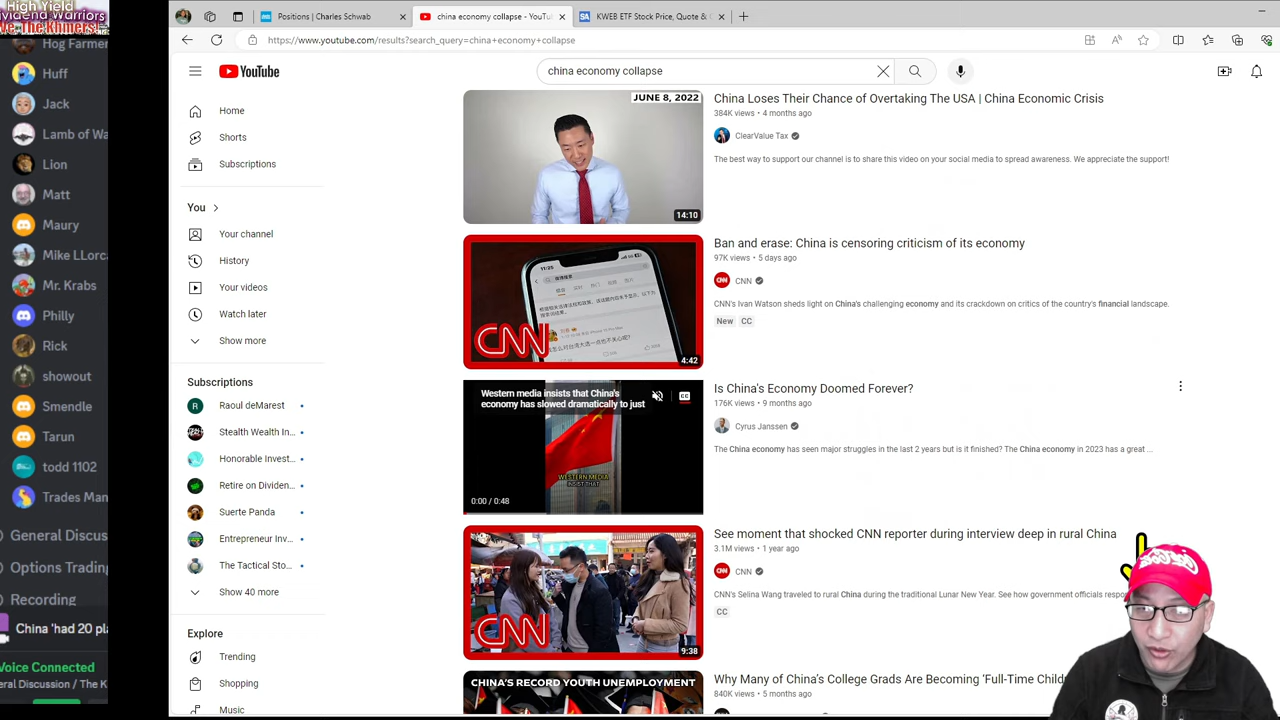 High Yield
Dividend Warriors
Hog Farmer
Huff
Jack
Lamb of Wa
Lion
Matt
Maury
Mike LLorc
Mr. Krabs
Philly
Rick
showout
Smendle
Tarun
todd 1102
Trades Man
General Discus
Options Trading
Recording
China 'had 20 pla
Voice Connected
eral Discussion / The K
Positions | Charles Schwab
china economy collapse - YouTu
KWEB ETF Stock Price, Quote &
https://www.youtube.com/results?search_query=china+economy+collapse
YouTube
china economy collapse
Home
Shorts
Subscriptions
You
Your channel
History
Your videos
Watch later
Show more
Subscriptions
Raoul deMarest
Stealth Wealth In...
Honorable Invest...
Retire on Dividen...
Suerte Panda
Entrepreneur Inv...
The Tactical Sto...
Show 40 more
Explore
Trending
Shopping
Music
JUNE 8, 2022
14:10
China Loses Their Chance of Overtaking The USA | China Economic Crisis
384K views • 4 months ago
ClearValue Tax
The best way to support our channel is to share this video on your social media to spread awareness. We appreciate the support!
11:25
CNN
4:42
Ban and erase: China is censoring criticism of its economy
97K views • 5 days ago
CNN
CNN's Ivan Watson sheds light on China's challenging economy and its crackdown on critics of the country's financial landscape.
New CC
Western media insists that China's
economy has slowed dramatically to just
WESTERN MEDIA
INSIST THAT
0:00 / 0:48
Is China's Economy Doomed Forever?
176K views • 9 months ago
Cyrus Janssen
The China economy has seen major struggles in the last 2 years but is it finished? The China economy in 2023 has a great ...
CNN
9:38
See moment that shocked CNN reporter during interview deep in rural China
3.1M views • 1 year ago
CNN
CNN's Selina Wang traveled to rural China during the traditional Lunar New Year. See how government officials respo
CC
CHINA'S RECORD YOUTH UNEMPLOYMENT
Why Many of China's College Grads Are Becoming 'Full-Time Child
840K views • 5 months ago